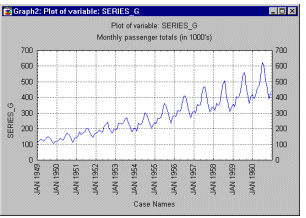 Graph2: Plot of variable: SERIES_G
Plot of variable: SERIES_G
Monthly passenger totals (in 1000's)
700 700
600 600
500 500
400 400
300 300
200 200
100 100
0 0
SERIES_G
JAN 1949
JAN 1950
JAN 1951
JAN 1952
JAN 1953
JAN 1954
JAN 1955
JAN 1956
JAN 1957
JAN 1958
JAN 1959
JAN 1960
Case Names